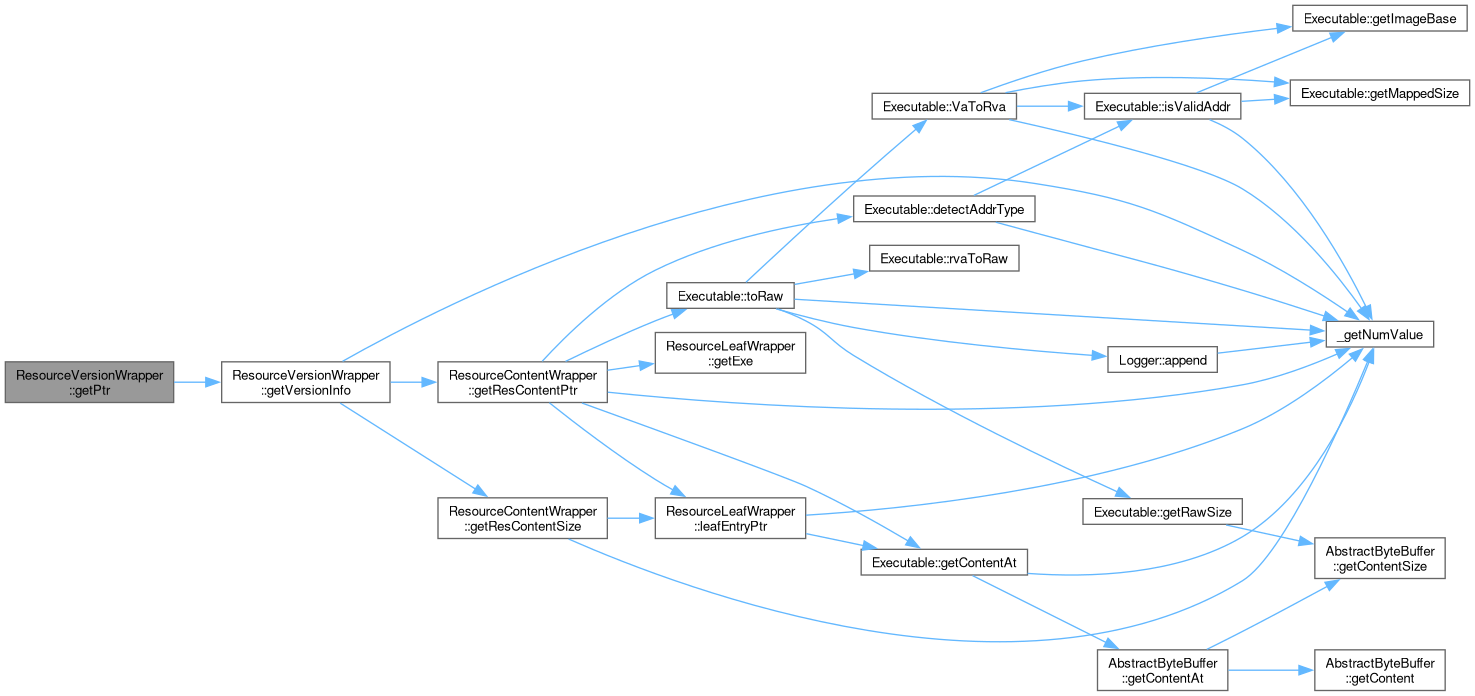 ResourceVersionWrapper
::getPtr
ResourceVersionWrapper
::getVersionInfo
ResourceContentWrapper
::getResContentPtr
ResourceContentWrapper
::getResContentSize
Executable::toRaw
ResourceLeafWrapper
::getExe
ResourceLeafWrapper
::leafEntryPtr
Executable::VaToRva
Executable::detectAddrType
Executable::rvaToRaw
Executable::getContentAt
Executable::isValidAddr
Logger::append
Executable::getRawSize
AbstractByteBuffer
::getContentAt
Executable::getImageBase
Executable::getMappedSize
_getNumValue
AbstractByteBuffer
::getContentSize
AbstractByteBuffer
::getContent